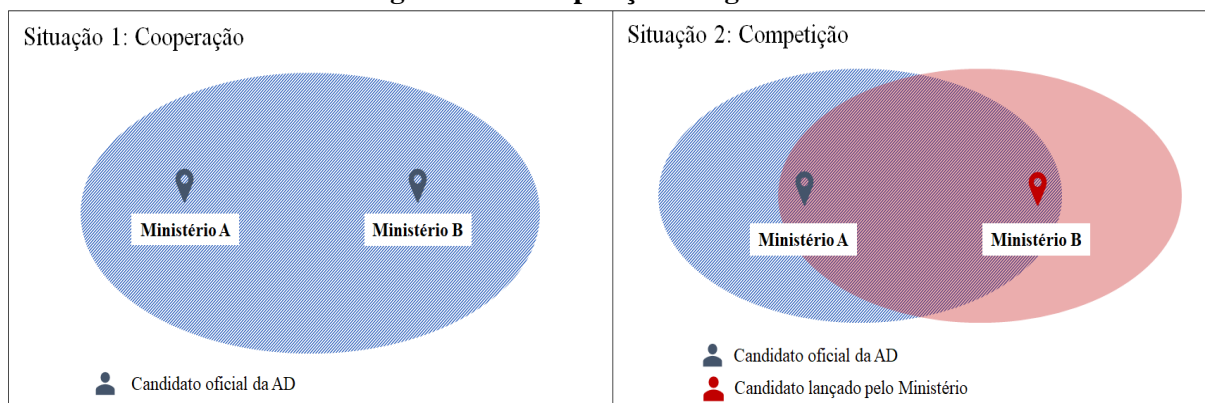 Situação 1: Cooperação
Ministério A
Ministério B
Candidato oficial da AD
Situação 2: Competição
Ministério A
Ministério B
Candidato oficial da AD
Candidato lançado pelo Ministério